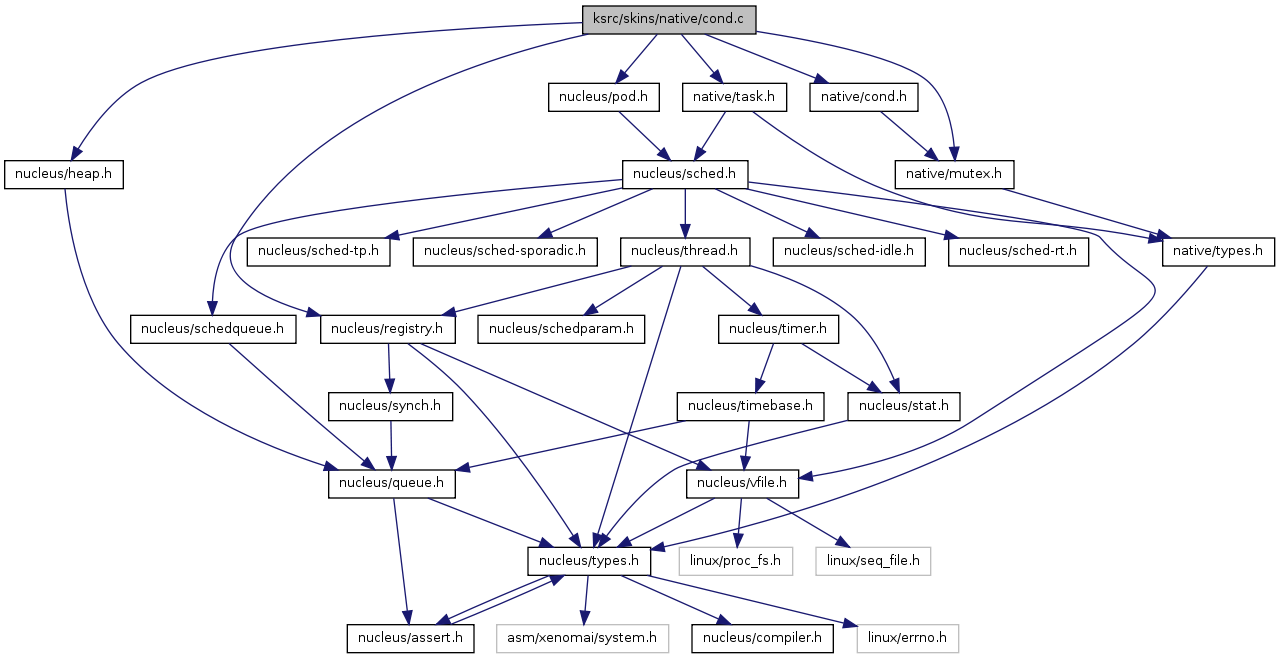 ksrc/skins/native/cond.c
nucleus/pod.h
native/task.h
native/cond.h
nucleus/heap.h
nucleus/sched.h
native/mutex.h
nucleus/sched-tp.h
nucleus/sched-sporadic.h
nucleus/thread.h
nucleus/sched-idle.h
nucleus/sched-rt.h
native/types.h
nucleus/schedqueue.h
nucleus/registry.h
nucleus/schedparam.h
nucleus/timer.h
nucleus/synch.h
nucleus/timebase.h
nucleus/stat.h
nucleus/queue.h
nucleus/vfile.h
nucleus/types.h
linux/proc_fs.h
linux/seq_file.h
nucleus/assert.h
asm/xenomai/system.h
nucleus/compiler.h
linux/errno.h